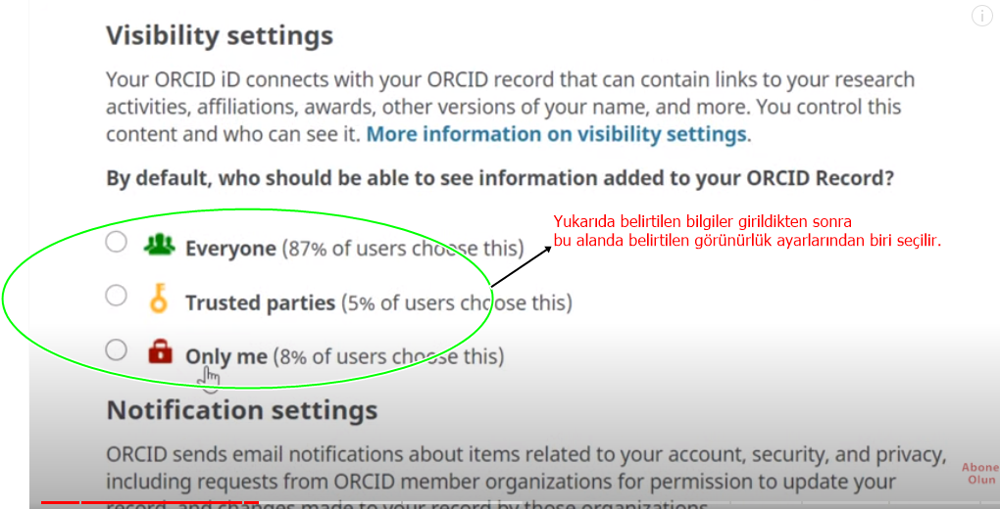 Visibility settings
Your ORCID iD connects with your ORCID record that can contain links to your research
activities, affiliations, awards, other versions of your name, and more. You control this
content and who can see it. More information on visibility settings.
By default, who should be able to see information added to your ORCID Record?
Everyone (87% of users choose this)
Yukarıda belirtilen bilgiler girildikten sonra
bu alanda belirtilen görünürlük ayarlarından biri seçilir.
Trusted parties (5% of users choose this)
Only me (8% of users choose this)
Notification settings
ORCID sends email notifications about items related to your account, security, and privacy,
including requests from ORCID member organizations for permission to update your
record, and changes made to your record by those organizations.
Abone
Olun